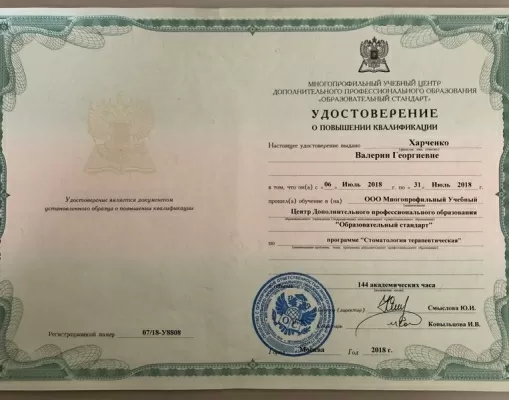 Удостоверение является документом
установленного образца о повышении квалификации
Регистрационный номер 07/18-У8808
МНОГОПРОФИЛЬНЫЙ УЧЕБНЫЙ ЦЕНТР
ДОПОЛНИТЕЛЬНОГО ПРОФЕССИОНАЛЬНОГО ОБРАЗОВАНИЯ
«ОБРАЗОВАТЕЛЬНЫЙ СТАНДАРТ»
УДОСТОВЕРЕНИЕ
О ПОВЫШЕНИИ КВАЛИФИКАЦИИ
Настоящее удостоверение выдано Харченко
Валерии Георгиевне
в том, что он(а) с «06 Июль 2018 ) по «31 Июль 2018 )
прошел(а) обучение в (на) ООО Многопрофильный Учебный
Центр Дополнительного профессионального образования
"Образовательный стандарт"
по программе "Стоматология терапевтическая"
144 академических часа
Смыслова Ю.И.
Ковыльцова Н.В.
Москва Год 2018 г.